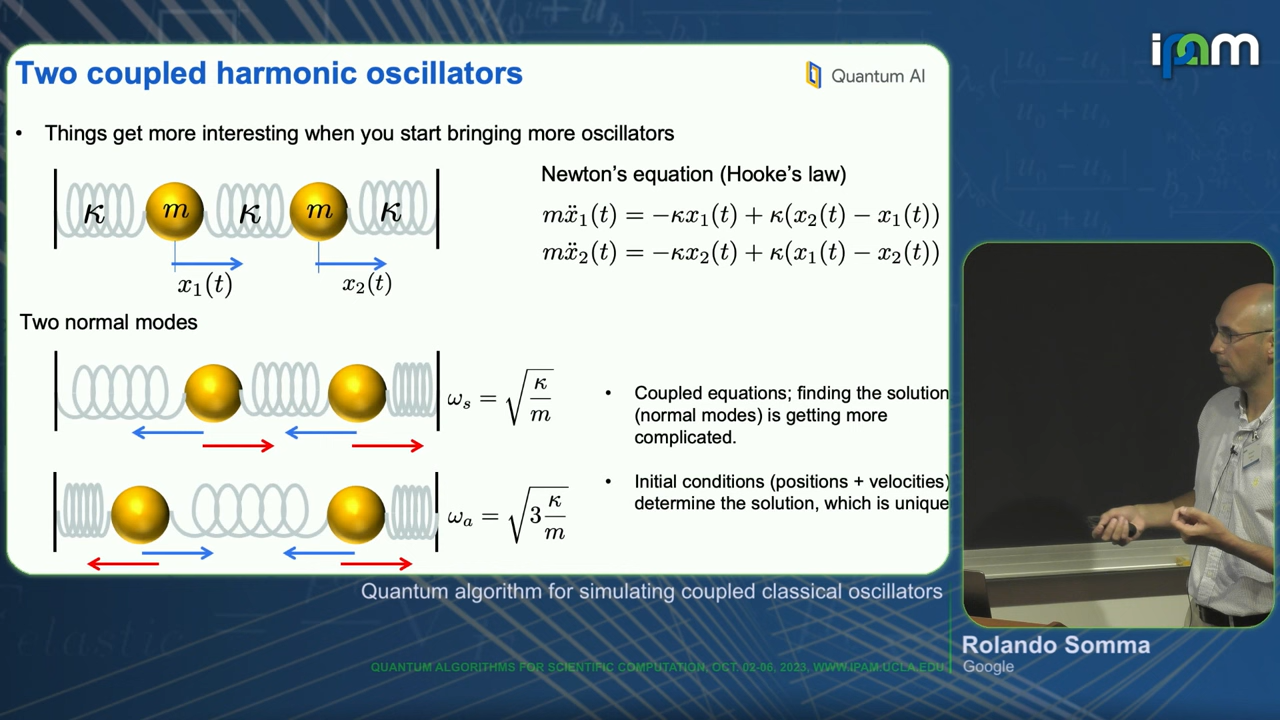 ipam
Two coupled harmonic oscillators
Quantum AI
• Things get more interesting when you start bringing more oscillators
κ m κ m κ
x₁(t) x₂(t)
Newton's equation (Hooke's law)
mẍ₁(t) = −κx₁(t) + κ(x₂(t) − x₁(t))
mẍ₂(t) = −κx₂(t) + κ(x₁(t) − x₂(t))
Two normal modes
ωₛ = √(κ/m)
ωₐ = √(3 κ/m)
• Coupled equations; finding the solution
(normal modes) is getting more
complicated.
• Initial conditions (positions + velocities)
determine the solution, which is unique
Quantum algorithm for simulating coupled classical oscillators
elastic
QUANTUM ALGORITHMS FOR SCIENTIFIC COMPUTATION, OCT. 02-06, 2023, WWW.IPAM.UCLA.EDU
Rolando Somma
Google